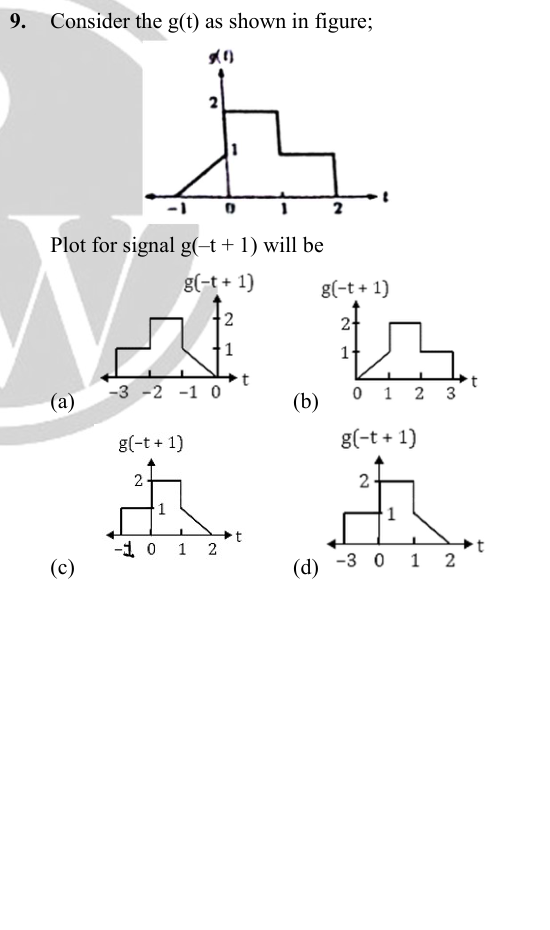 9. Consider the g(t) as shown in figure;
g(t)
2
1
-1 0 1 2 t
Plot for signal g(–t + 1) will be
g(−t + 1)
2
1
-3 -2 -1 0 t
(a)
g(−t + 1)
2
1
0 1 2 3 t
(b)
g(−t + 1)
2
1
-1 0 1 2 t
(c)
g(−t + 1)
2
1
-3 0 1 2 t
(d)